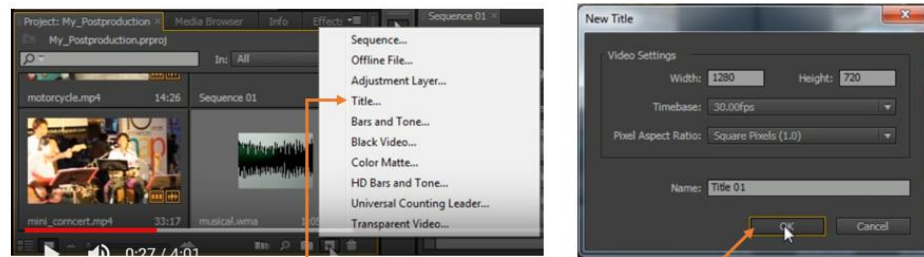 Project: My_Postproduction ×
Media Browser
Info
Effects
My_Postproduction.prproj
In: All
motorcycle.mp4 14:26
Sequence 01
mini_corncert.mp4 33:17
musical.wma
0:27 / 4:01
Sequence 01 ×
Sequence...
Offline File...
Adjustment Layer...
Title...
Bars and Tone...
Black Video...
Color Matte...
HD Bars and Tone...
Universal Counting Leader...
Transparent Video...
New Title
Video Settings
Width: 1280 Height: 720
Timebase: 30.00fps
Pixel Aspect Ratio: Square Pixels (1.0)
Name: Title 01
OK Cancel